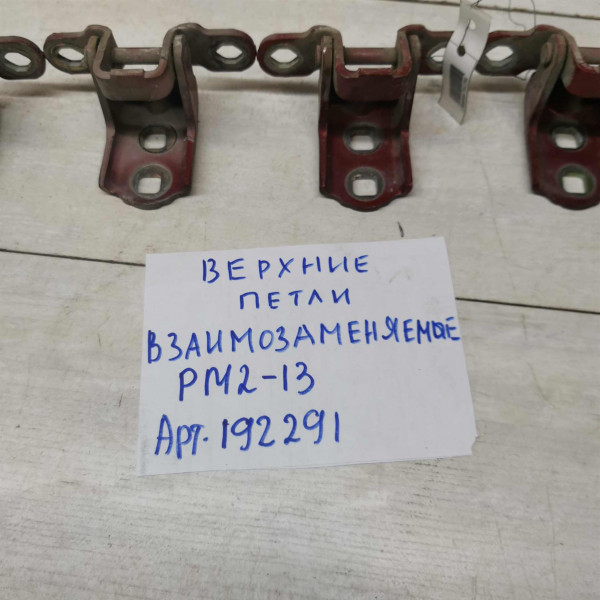 ВЕРХНИЕ
ПЕТЛИ
ВЗАИМОЗАМЕНЯЕМЫЕ
РМ2-13
Арт. 192291